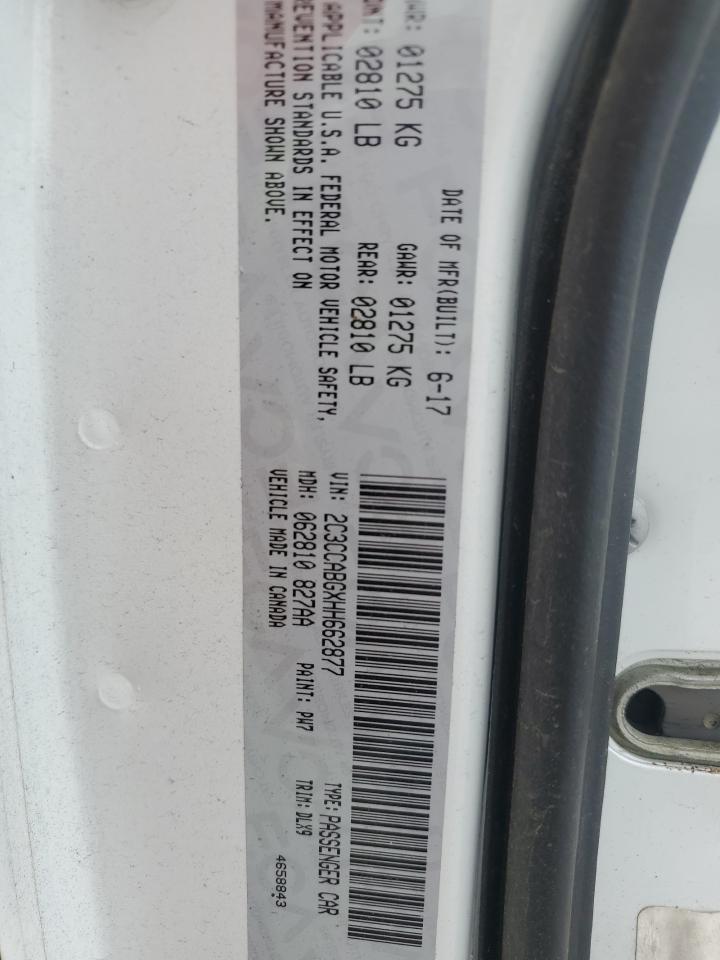 DATE OF MFR(BUILT): 6-17
01275 KG GAWR: 01275 KG
02810 LB REAR: 02810 LB
APPLICABLE U.S.A. FEDERAL MOTOR VEHICLE SAFETY,
EVENTION STANDARDS IN EFFECT ON
MANUFACTURE SHOWN ABOVE.
VIN: 2C3CCABGXHH662877 TYPE: PASSENGER CAR
MDH: 062810 827AA PAINT: PW7 TRIM: DLX9
VEHICLE MADE IN CANADA 4658843